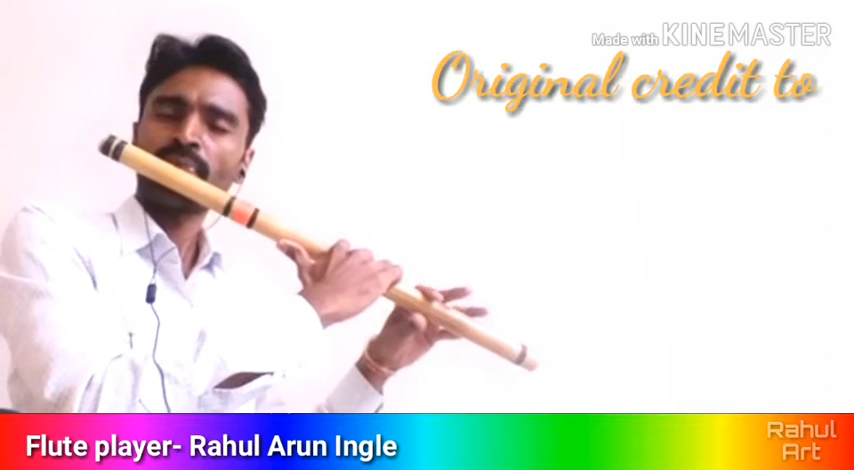 Made with KINEMASTER
Original credit to
Flute player- Rahul Arun Ingle
Rahul
Art